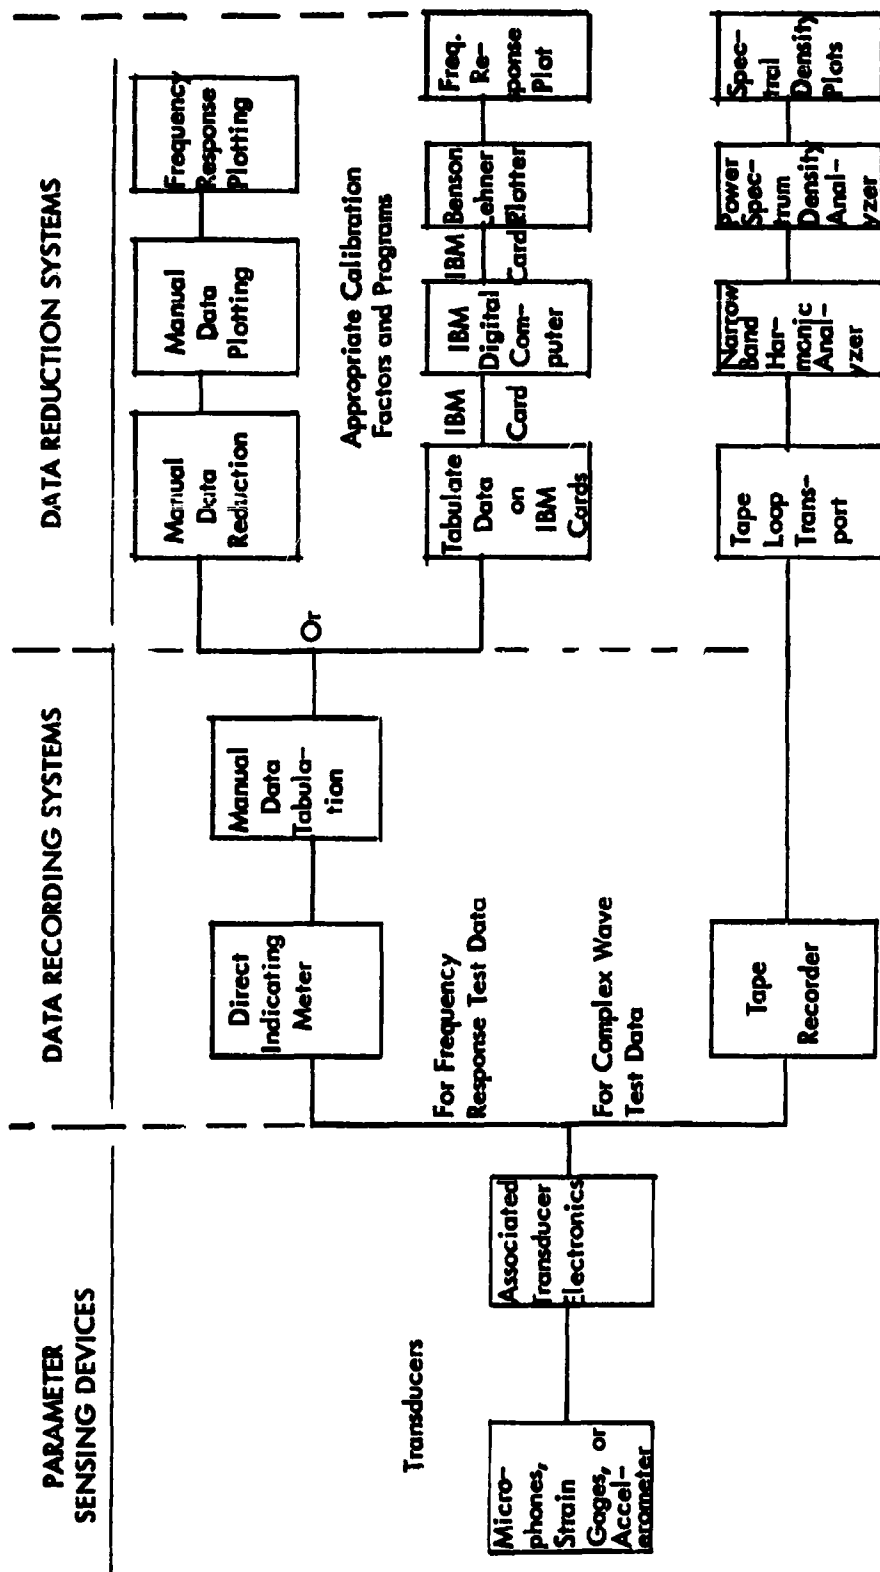 PARAMETER
SENSING DEVICES
DATA RECORDING SYSTEMS
DATA REDUCTION SYSTEMS
Transducers
Micro-
phones,
Strain
Gages, or
Accel-
erometer
Associated
Transducer
Electronics
For Frequency
Response Test Data
For Complex Wave
Test Data
Direct
Indicating
Meter
Manual
Data
Tabula-
tion
Or
Manual
Data
Reduction
Manual
Data
Plotting
Frequency
Response
Plotting
Appropriate Calibration
Factors and Programs
Tabulate
Data
on
IBM
Cards
IBM
Card
IBM
Digital
Com-
puter
IBM
Card
Benson
Lehner
Plotter
Freq.
Re-
sponse
Plot
Tape
Recorder
Tape
Loop
Trans-
port
Narrow
Band
Har-
monic
Anal-
yzer
Power
Spec-
trum
Density
Anal-
yzer
Spec-
tral
Density
Plots